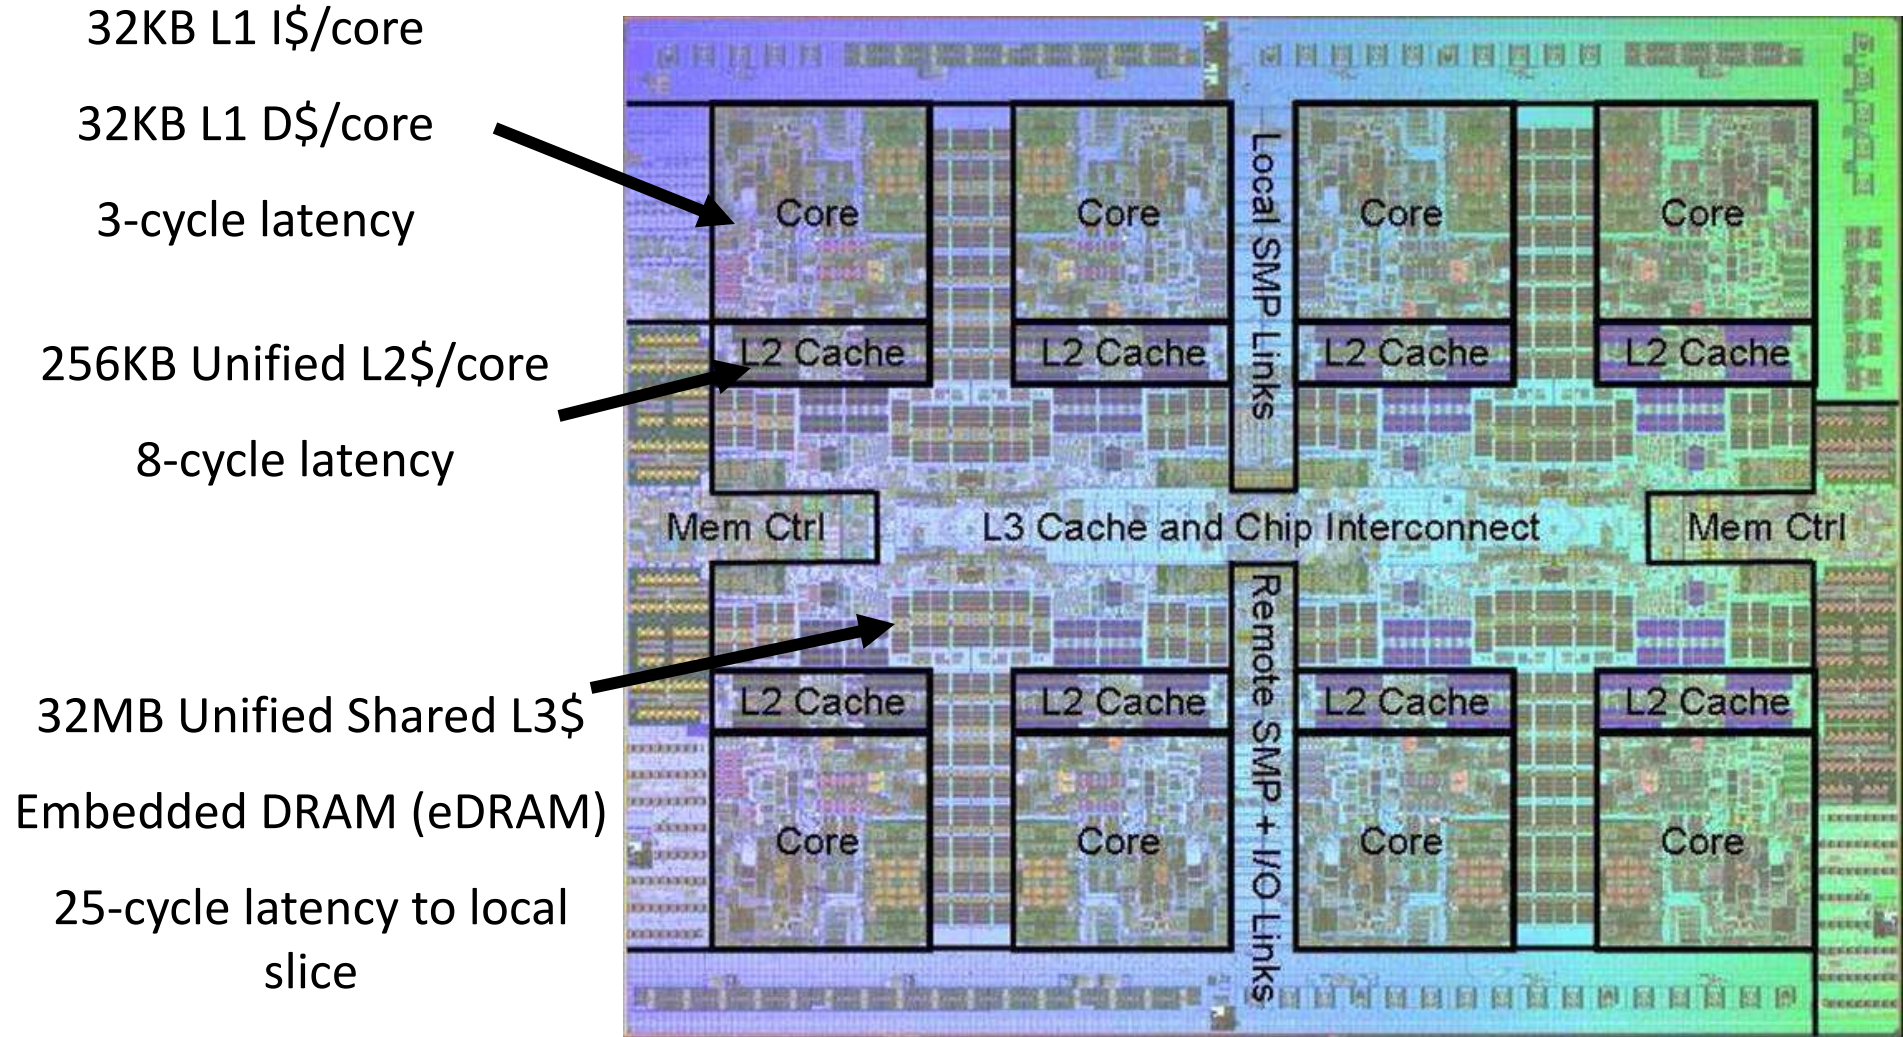 32KB L1 I$/core
32KB L1 D$/core
3-cycle latency
256KB Unified L2$/core
8-cycle latency
32MB Unified Shared L3$
Embedded DRAM (eDRAM)
25-cycle latency to local
slice
Core
Core
Core
Core
Local SMP Links
L2 Cache
L2 Cache
L2 Cache
L2 Cache
Mem Ctrl
L3 Cache and Chip Interconnect
Mem Ctrl
Remote SMP + I/O Links
L2 Cache
L2 Cache
L2 Cache
L2 Cache
Core
Core
Core
Core